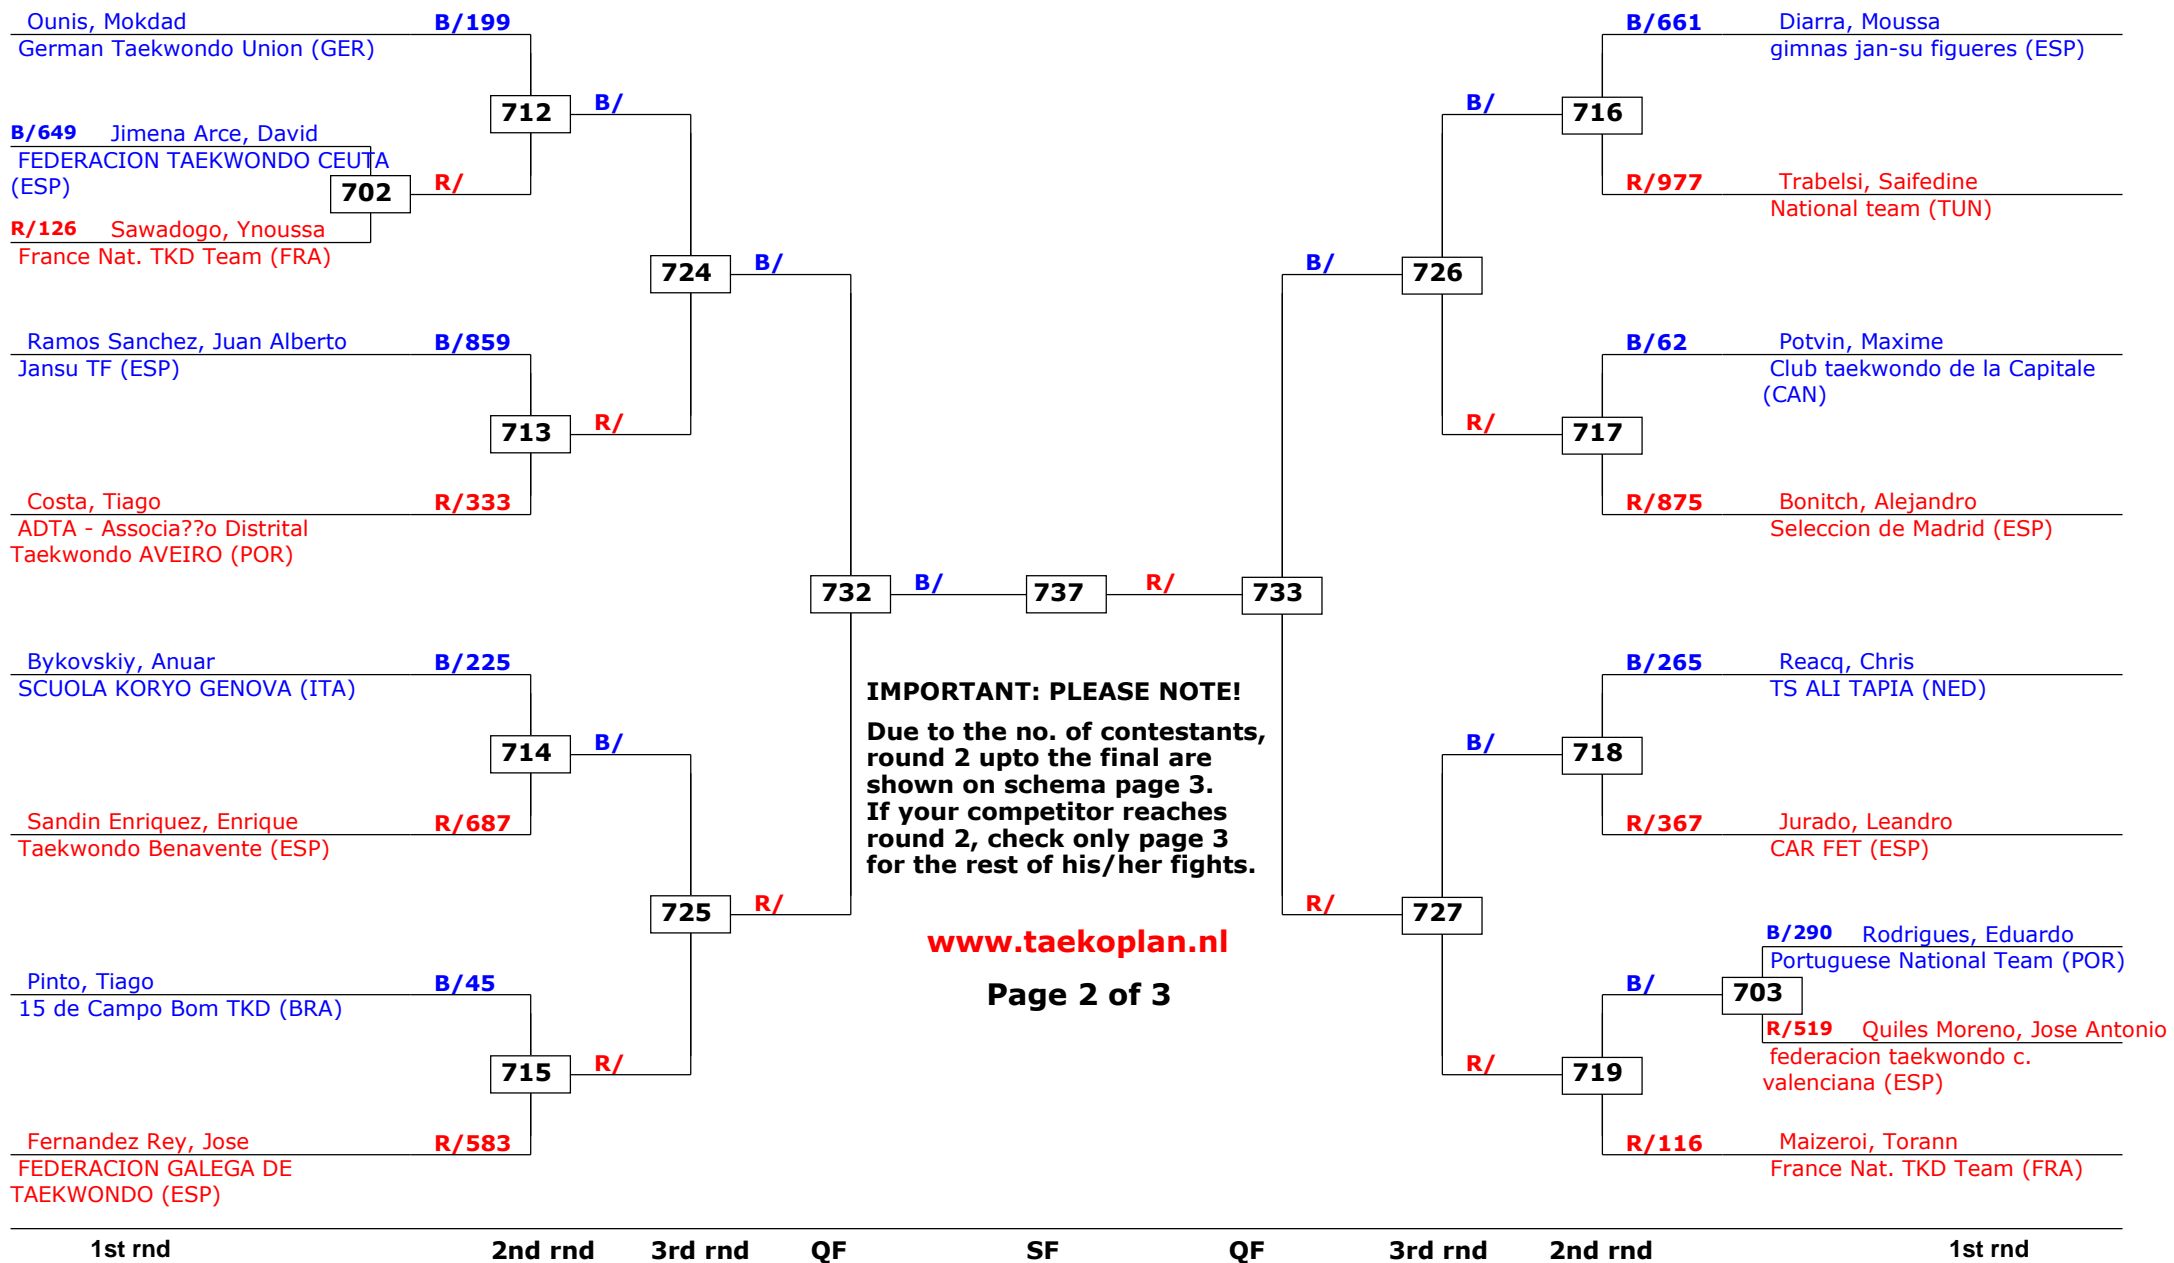 Ounis, Mokdad B/199
German Taekwondo Union (GER)
712
B/
B/649 Jimena Arce, David
FEDERACION TAEKWONDO CEUTA
(ESP)
702
R/
R/126 Sawadogo, Ynoussa
France Nat. TKD Team (FRA)
724
B/
Ramos Sanchez, Juan Alberto B/859
Jansu TF (ESP)
713
R/
Costa, Tiago R/333
ADTA - Associa??o Distrital
Taekwondo AVEIRO (POR)
732
B/
737
R/
733
Bykovskiy, Anuar B/225
SCUOLA KORYO GENOVA (ITA)
714
B/
Sandin Enriquez, Enrique R/687
Taekwondo Benavente (ESP)
725
R/
Pinto, Tiago B/45
15 de Campo Bom TKD (BRA)
715
R/
Fernandez Rey, Jose R/583
FEDERACION GALEGA DE
TAEKWONDO (ESP)
IMPORTANT: PLEASE NOTE!
Due to the no. of contestants,
round 2 upto the final are
shown on schema page 3.
If your competitor reaches
round 2, check only page 3
for the rest of his/her fights.
www.taekoplan.nl
Page 2 of 3
B/661 Diarra, Moussa
gimnas jan-su figueres (ESP)
B/
716
R/977 Trabelsi, Saifedine
National team (TUN)
B/
726
B/62 Potvin, Maxime
Club taekwondo de la Capitale
(CAN)
R/
717
R/875 Bonitch, Alejandro
Seleccion de Madrid (ESP)
B/265 Reacq, Chris
TS ALI TAPIA (NED)
B/
718
R/367 Jurado, Leandro
CAR FET (ESP)
R/
727
B/290 Rodrigues, Eduardo
Portuguese National Team (POR)
B/
703
R/519 Quiles Moreno, Jose Antonio
federacion taekwondo c.
valenciana (ESP)
R/
719
R/116 Maizeroi, Torann
France Nat. TKD Team (FRA)
1st rnd 2nd rnd 3rd rnd QF SF QF 3rd rnd 2nd rnd 1st rnd